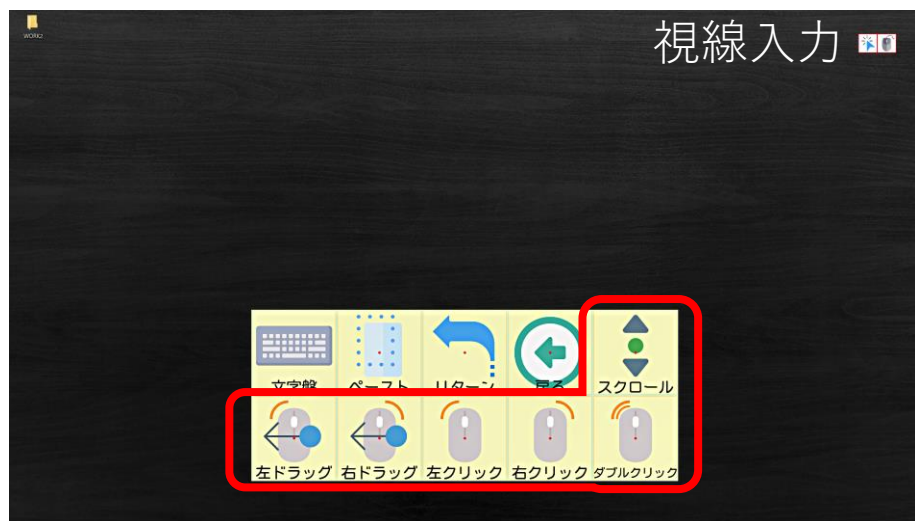 視線入力
文字盤 ペースト リターン 戻る スクロール
左ドラッグ 右ドラッグ 左クリック 右クリック ダブルクリック